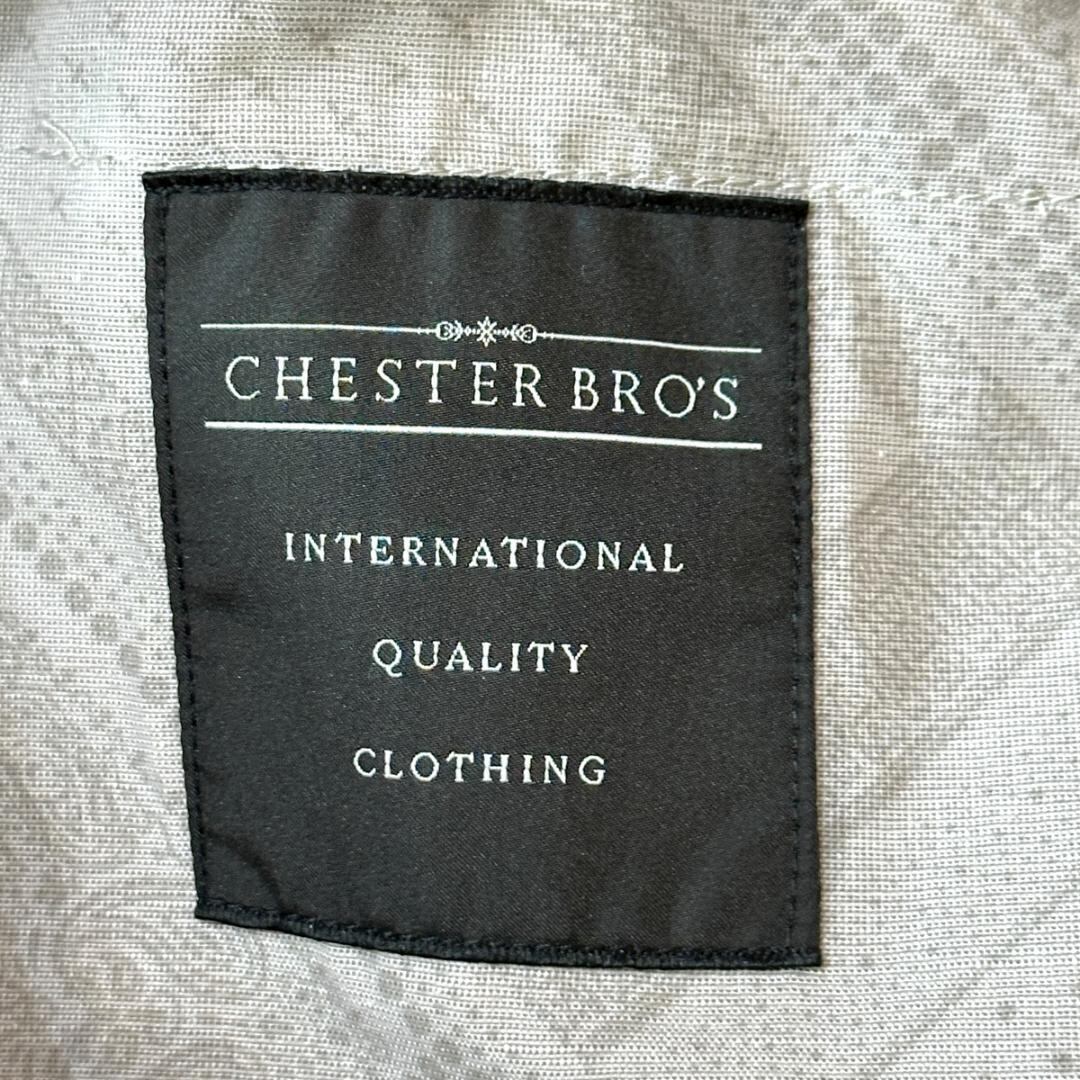 CHESTER BRO'S
INTERNATIONAL
QUALITY
CLOTHING